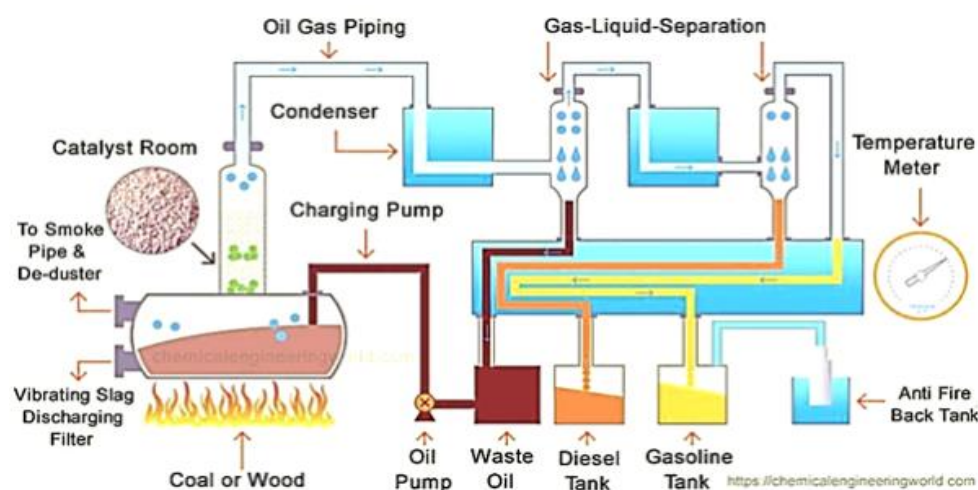 Oil Gas Piping
Gas-Liquid-Separation
Condenser
Catalyst Room
Temperature
Meter
To Smoke
Pipe &
De-duster
Charging Pump
chemicalengineeringworld.com
Vibrating Slag
Discharging
Filter
Coal or Wood
Oil
Pump
Waste
Oil
Diesel
Tank
Gasoline
Tank
Anti Fire
Back Tank
https://chemicalengineeringworld.com